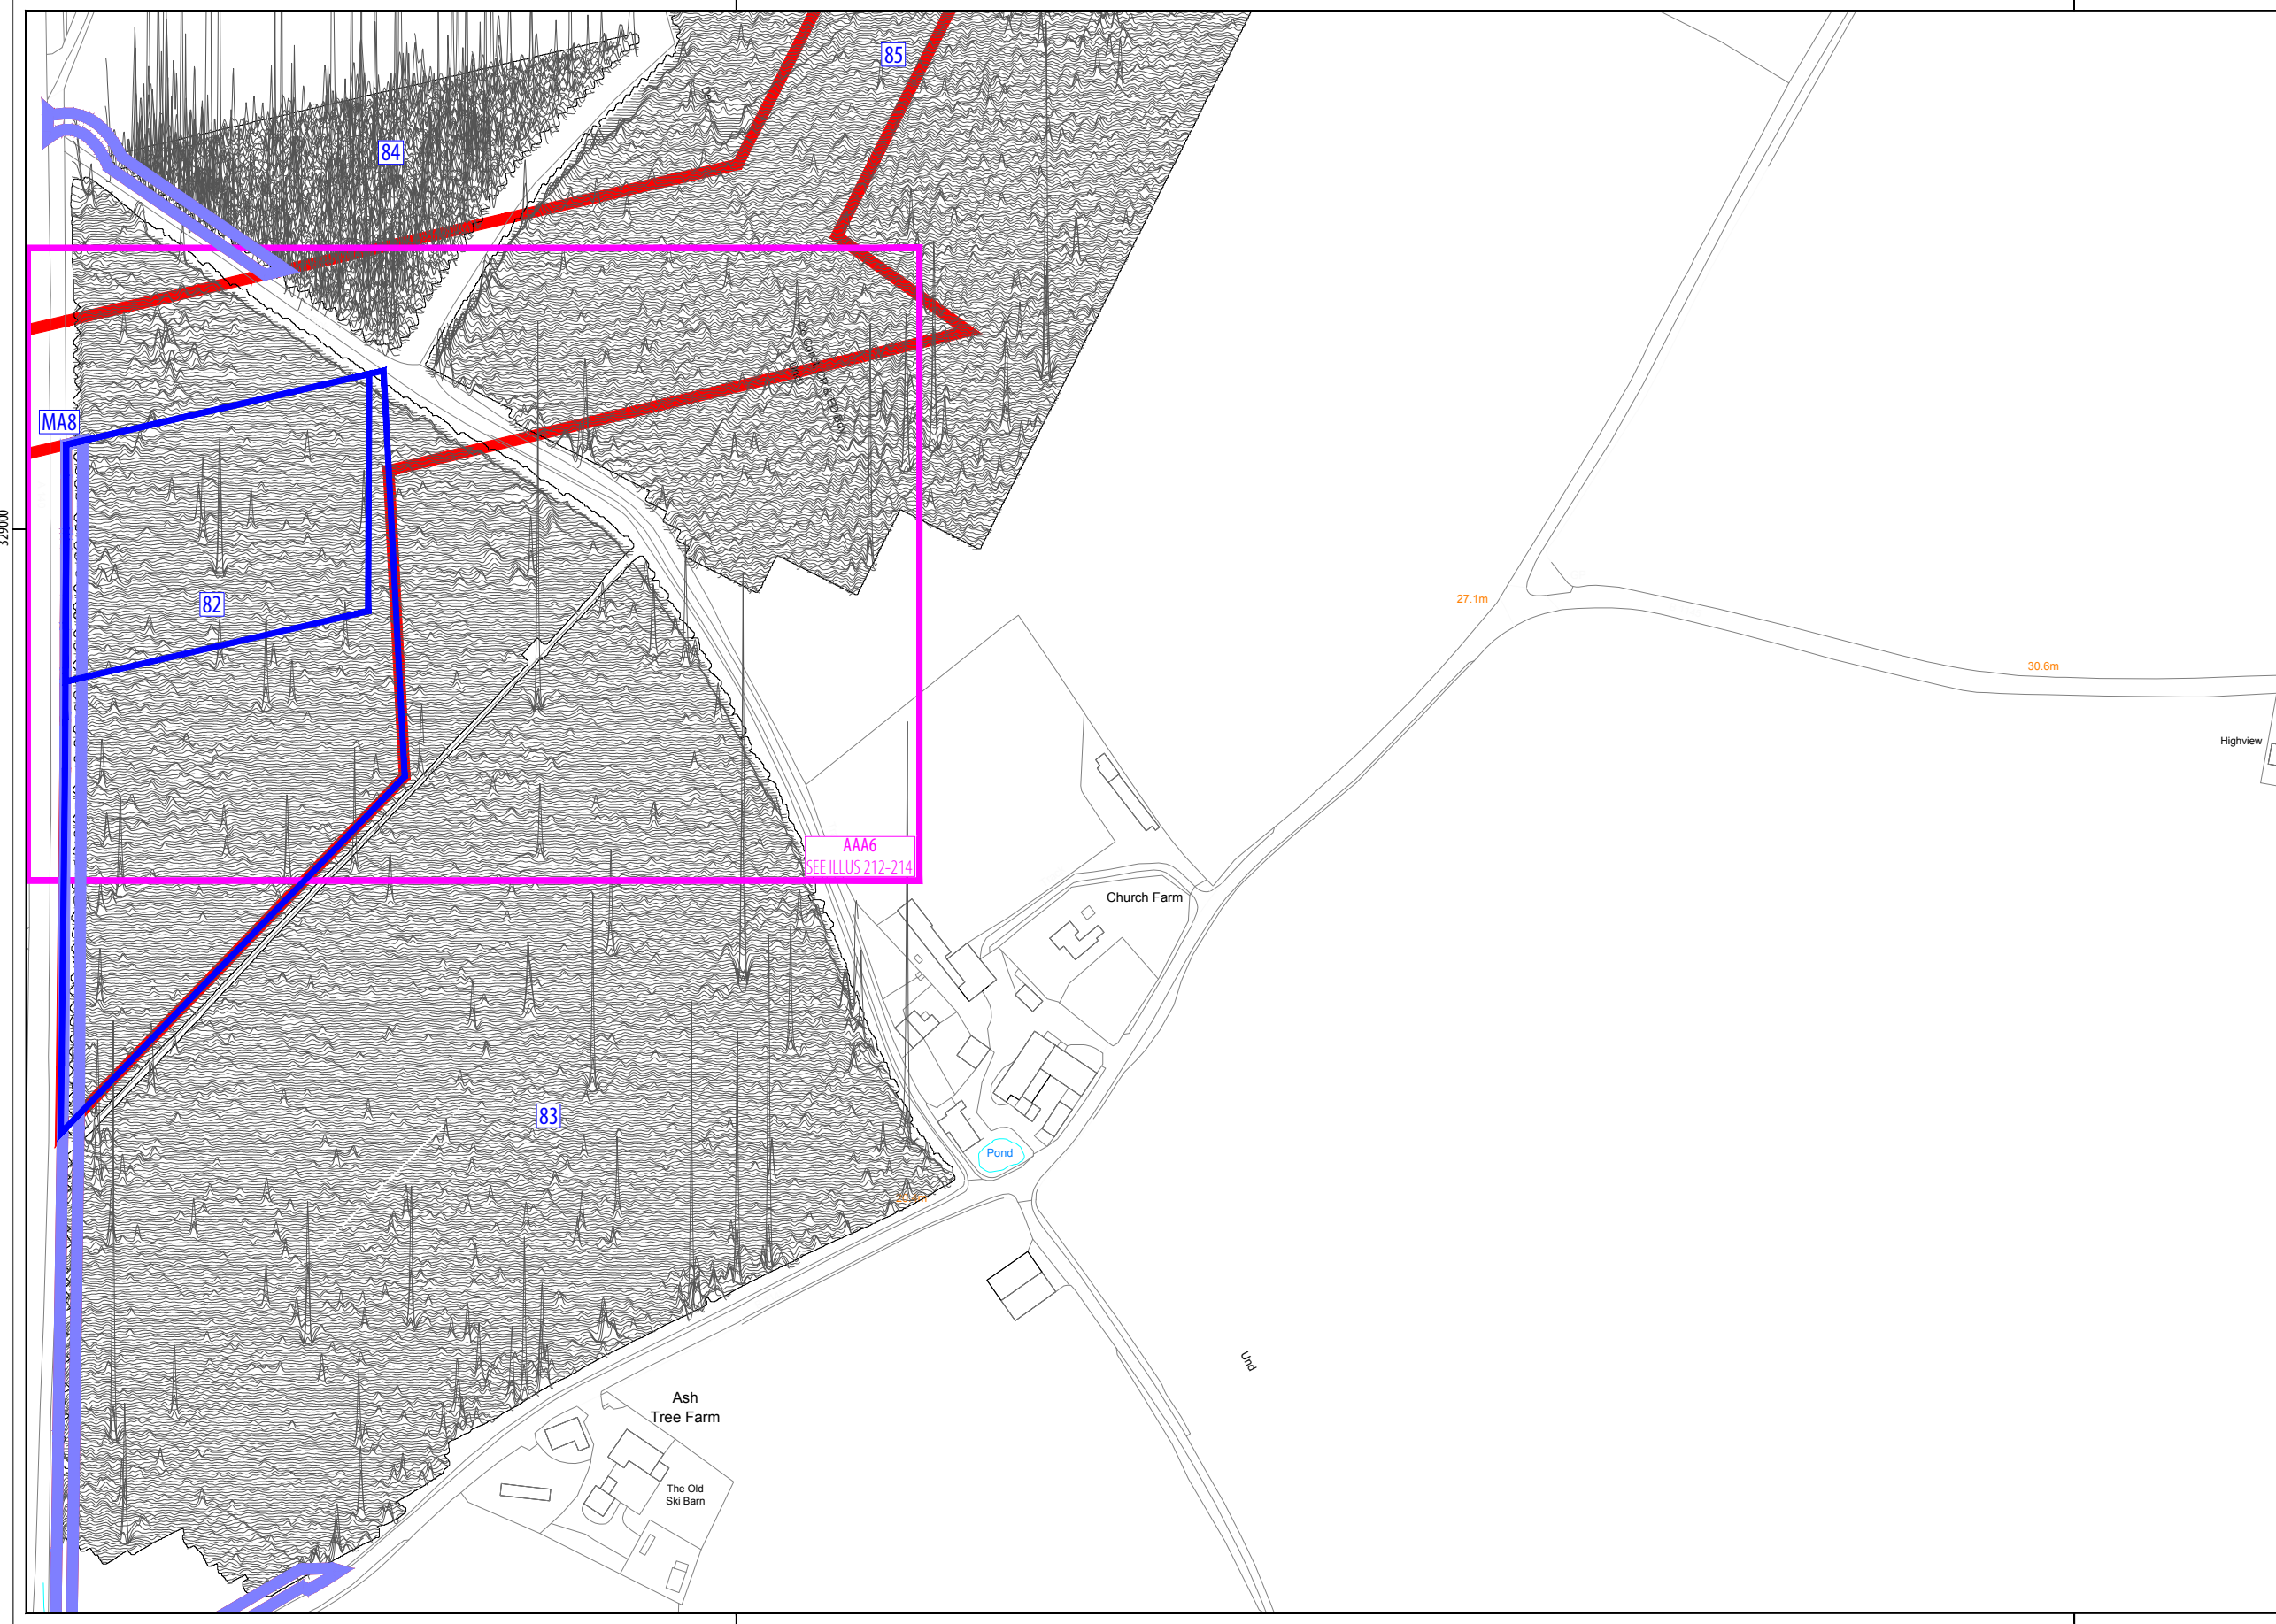 85
84
MA8
329000
82
27.1m
30.6m
Highview
AAA6
SEE ILLUS 212-214
Church Farm
83
Pond
Und
Ash
Tree Farm
The Old
Ski Barn